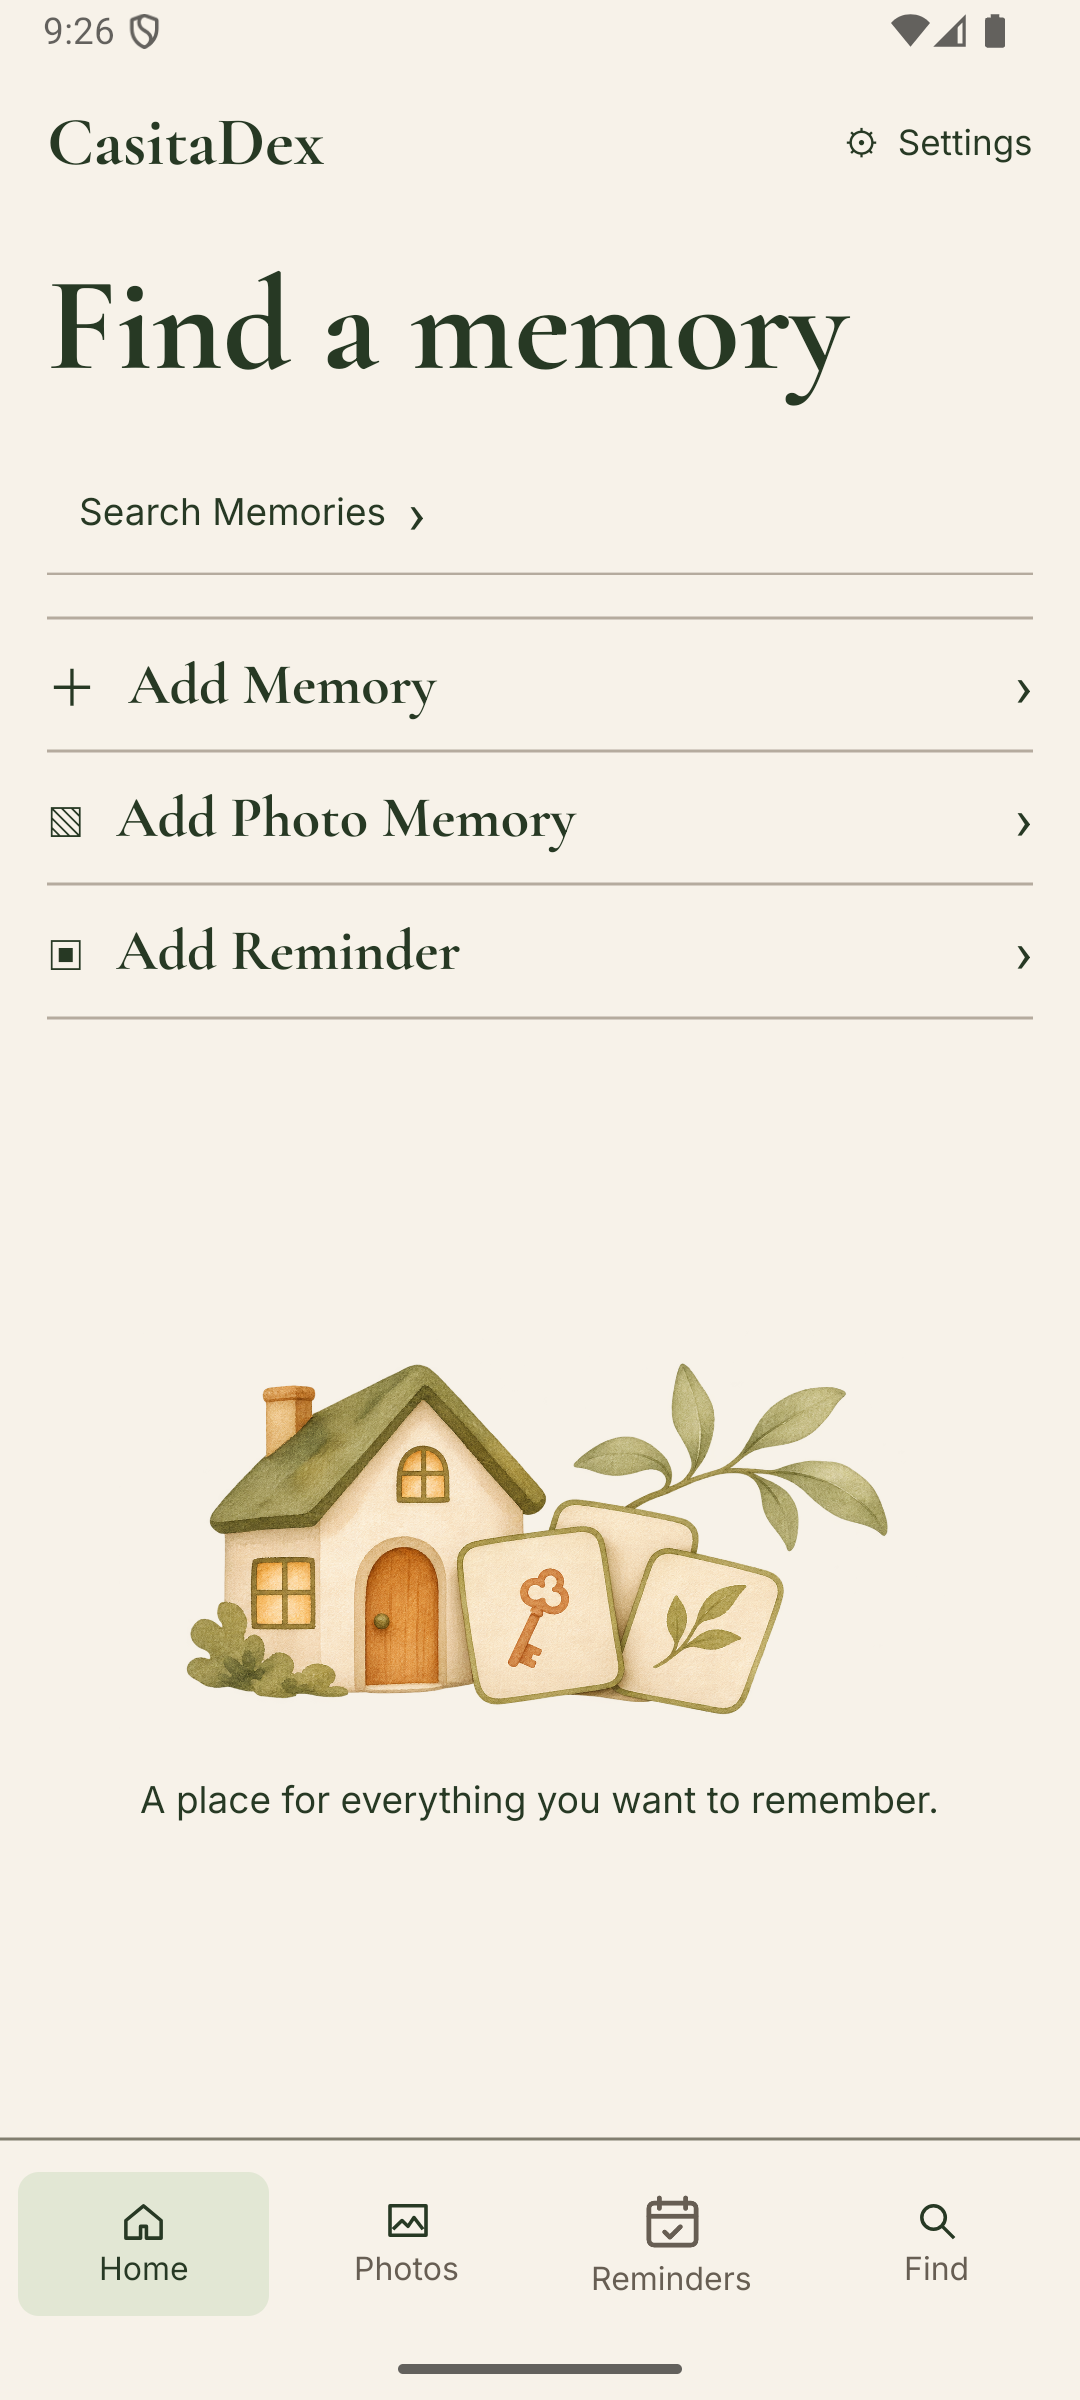 9:26
CasitaDex
Settings
Find a memory
Search Memories ›
+ Add Memory ›
Add Photo Memory ›
Add Reminder ›
A place for everything you want to remember.
Home
Photos
Reminders
Find